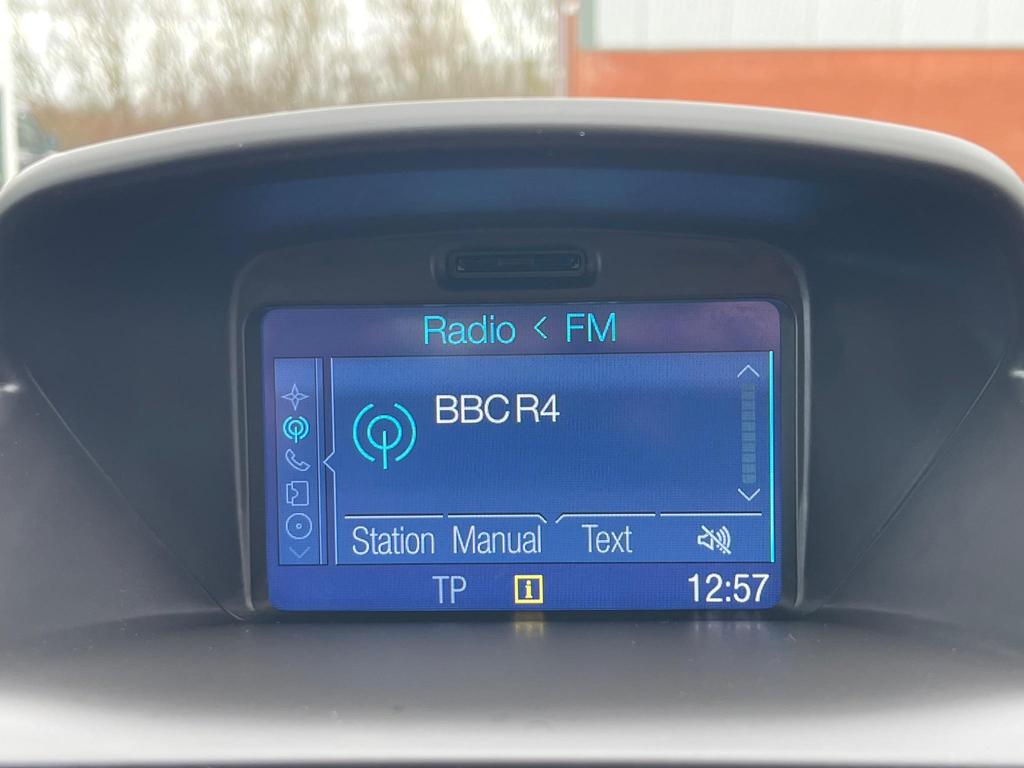 Radio < FM
BBC R4
Station Manual Text
TP i 12:57